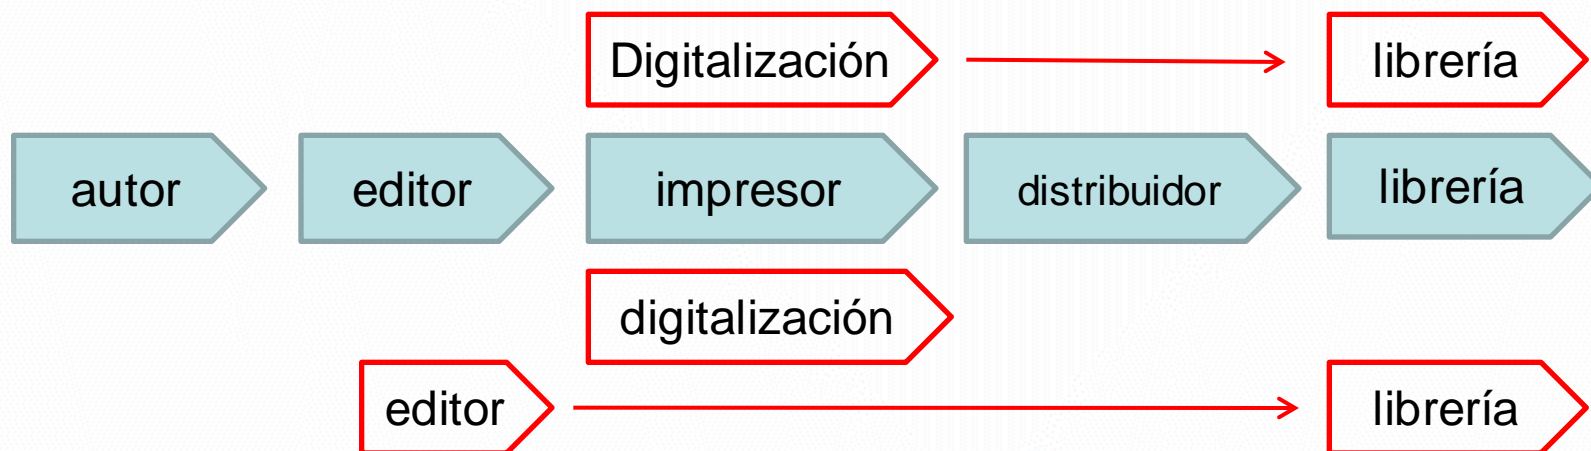 Digitalización
librería
autor
editor
impresor
distribuidor
librería
digitalización
editor
librería